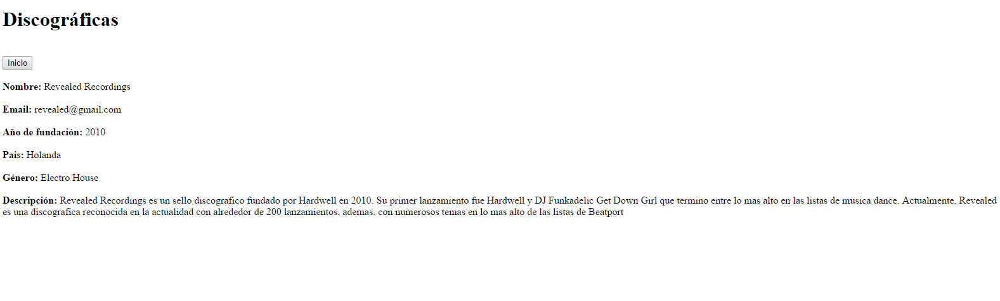 Discográficas
Inicio
Nombre: Revealed Recordings
Email: revealed@gmail.com
Año de fundación: 2010
Pais: Holanda
Género: Electro House
Descripción: Revealed Recordings es un sello discografico fundado por Hardwell en 2010. Su primer lanzamiento fue Hardwell y DJ Funkadelic Get Down Girl que termino entre lo mas alto en las listas de musica dance. Actualmente, Revealed
es una discografica reconocida en la actualidad con alrededor de 200 lanzamientos, ademas, con numerosos temas en lo mas alto de las listas de Beatport